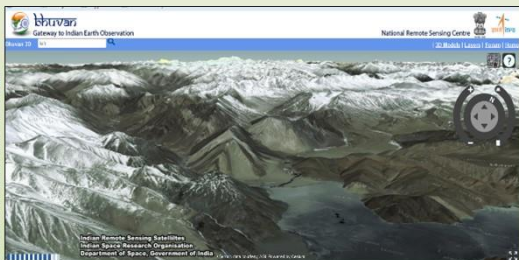 bhuvan
Gateway to Indian Earth Observation
National Remote Sensing Centre
Bhuvan 3D
| 3D Models | Layers | Forum | Home
N
?
Indian Remote Sensing Satellites
Indian Space Research Organisation
Department of Space, Government of India